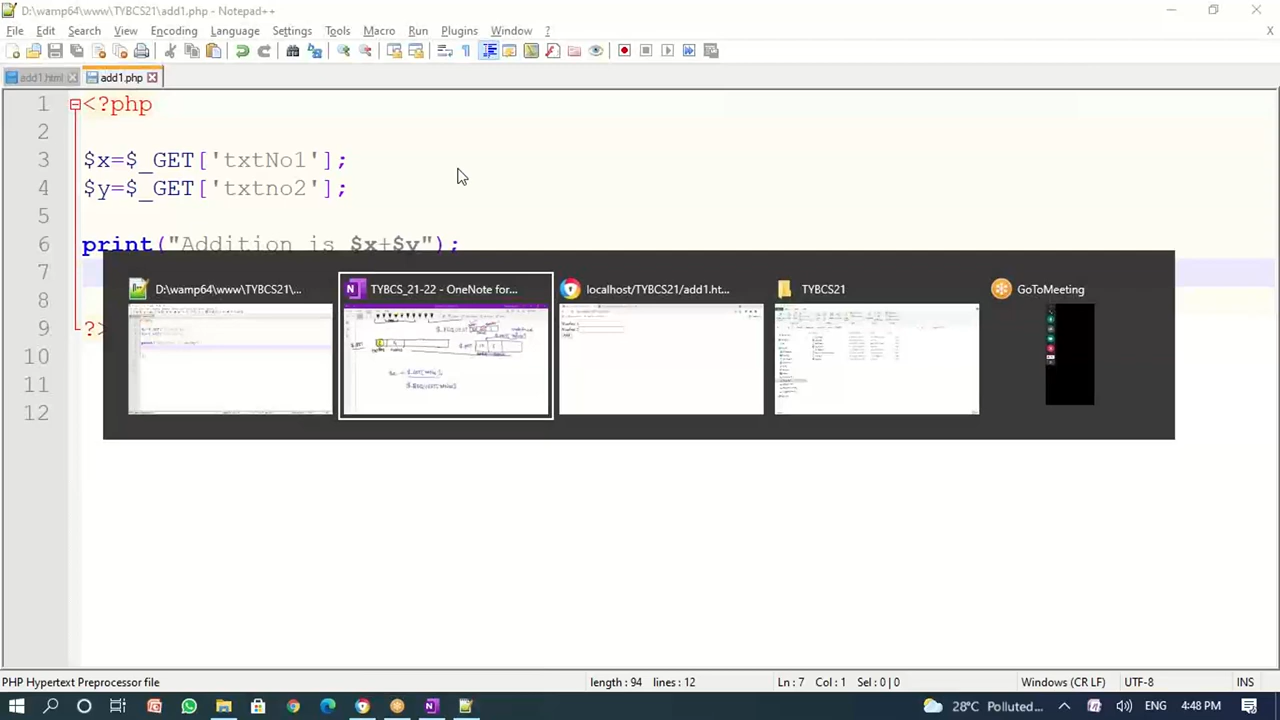 D:\wamp64\www\TYBCS21\add1.php - Notepad++
File Edit Search View Encoding Language Settings Tools Macro Run Plugins Window ? X
add1.html add1.php
1 <?php
2
3 $x=$_GET['txtNo1'];
4 $y=$_GET['txtno2'];
5
6 print("Addition is $x+$y");
7
8
9 ?>
10
11
12
D:\wamp64\www\TYBCS21\... TYBCS_21-22 - OneNote for... localhost/TYBCS21/add1.ht... TYBCS21 GoToMeeting
PHP Hypertext Preprocessor file length : 94 lines : 12 Ln : 7 Col : 1 Sel : 0 | 0 Windows (CR LF) UTF-8 INS
28°C Polluted... ENG 4:48 PM